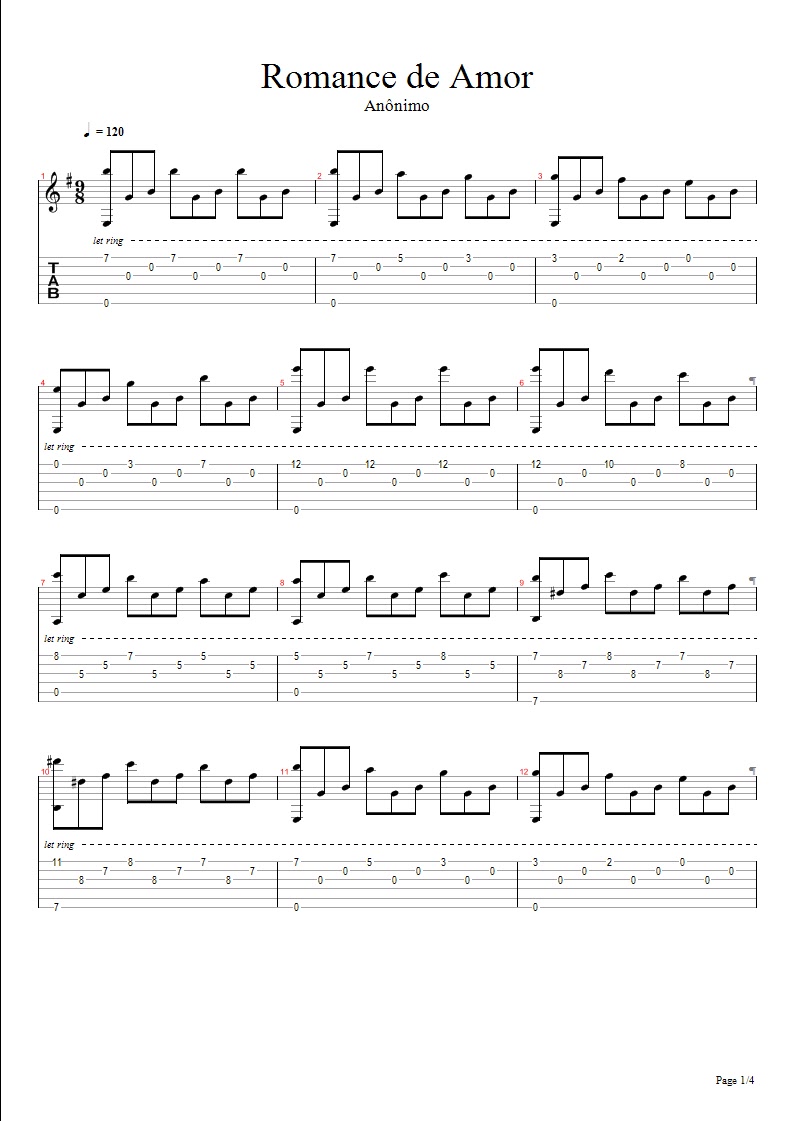 Romance de Amor
Anônimo
= 120
1 2 3
9
8
let ring
7 7 7 7 5 3 3 2 0
0 0 0 0 0 0 0 0 0
0 0 0 0 0 0 0 0 0
0 0 0
T
A
B
4 5 6
let ring
0 3 7 12 12 12 12 10 8
0 0 0 0 0 0 0 0 0
0 0 0 0 0 0 0 0 0
0 0 0
7 8 9
let ring
8 7 5 5 7 8 7 8 7
5 5 5 5 5 5 7 7 7
5 5 5 5 5 5 8 8 8
0 0
7
10 11 12
let ring
11 8 7 7 5 3 3 2 0
7 7 7 0 0 0 0 0 0
8 8 8 0 0 0 0 0 0
7 0 0
Page 1/4